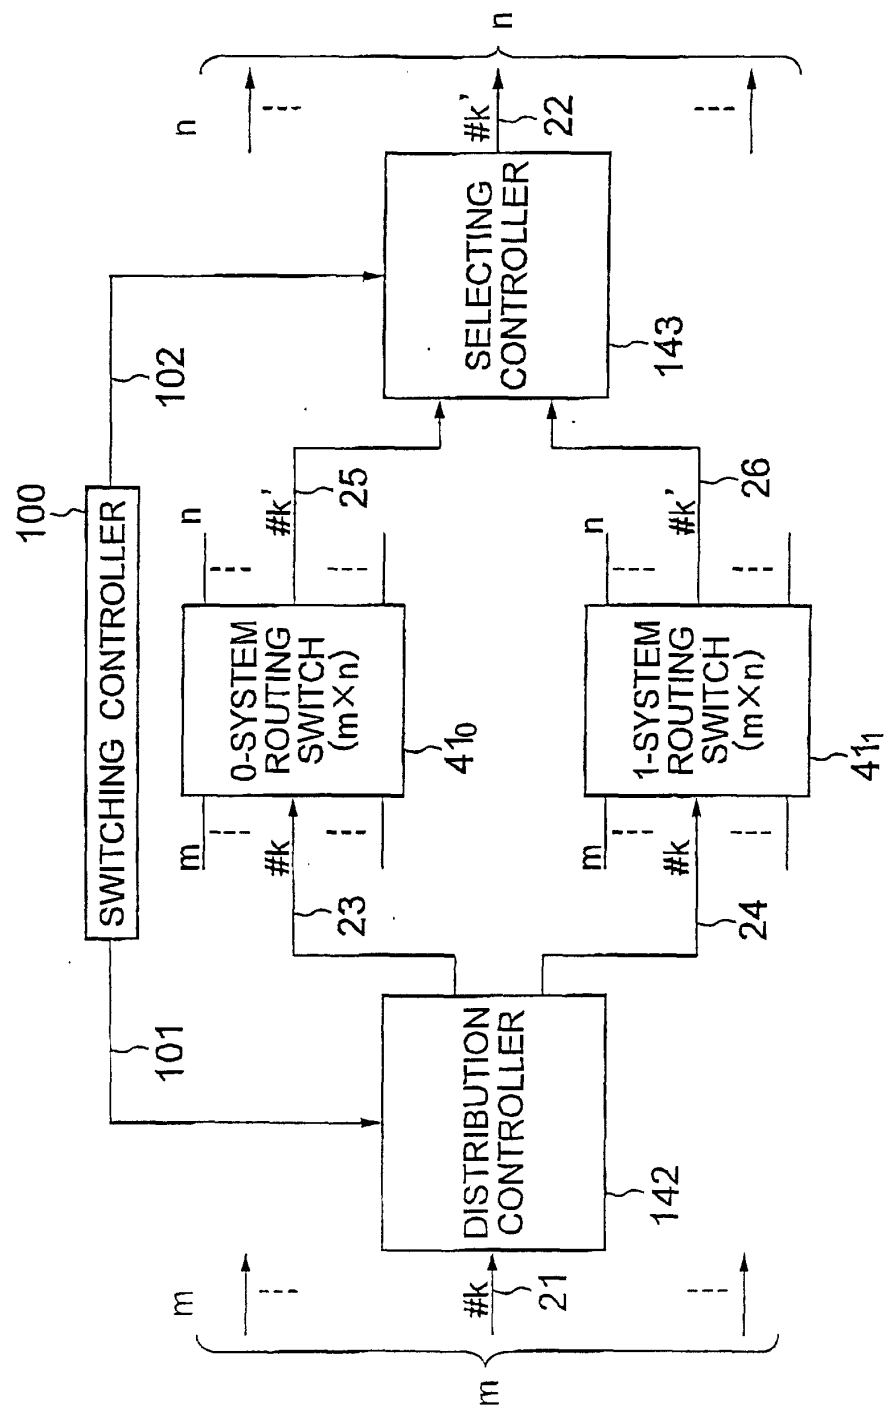 100
SWITCHING CONTROLLER
101
102
m
m
#k
21
DISTRIBUTION
CONTROLLER
142
23
24
m
#k
0-SYSTEM
ROUTING
SWITCH
(m×n)
41₀
n
#k'
25
m
#k
1-SYSTEM
ROUTING
SWITCH
(m×n)
41₁
n
#k'
26
SELECTING
CONTROLLER
143
n
#k'
22
n